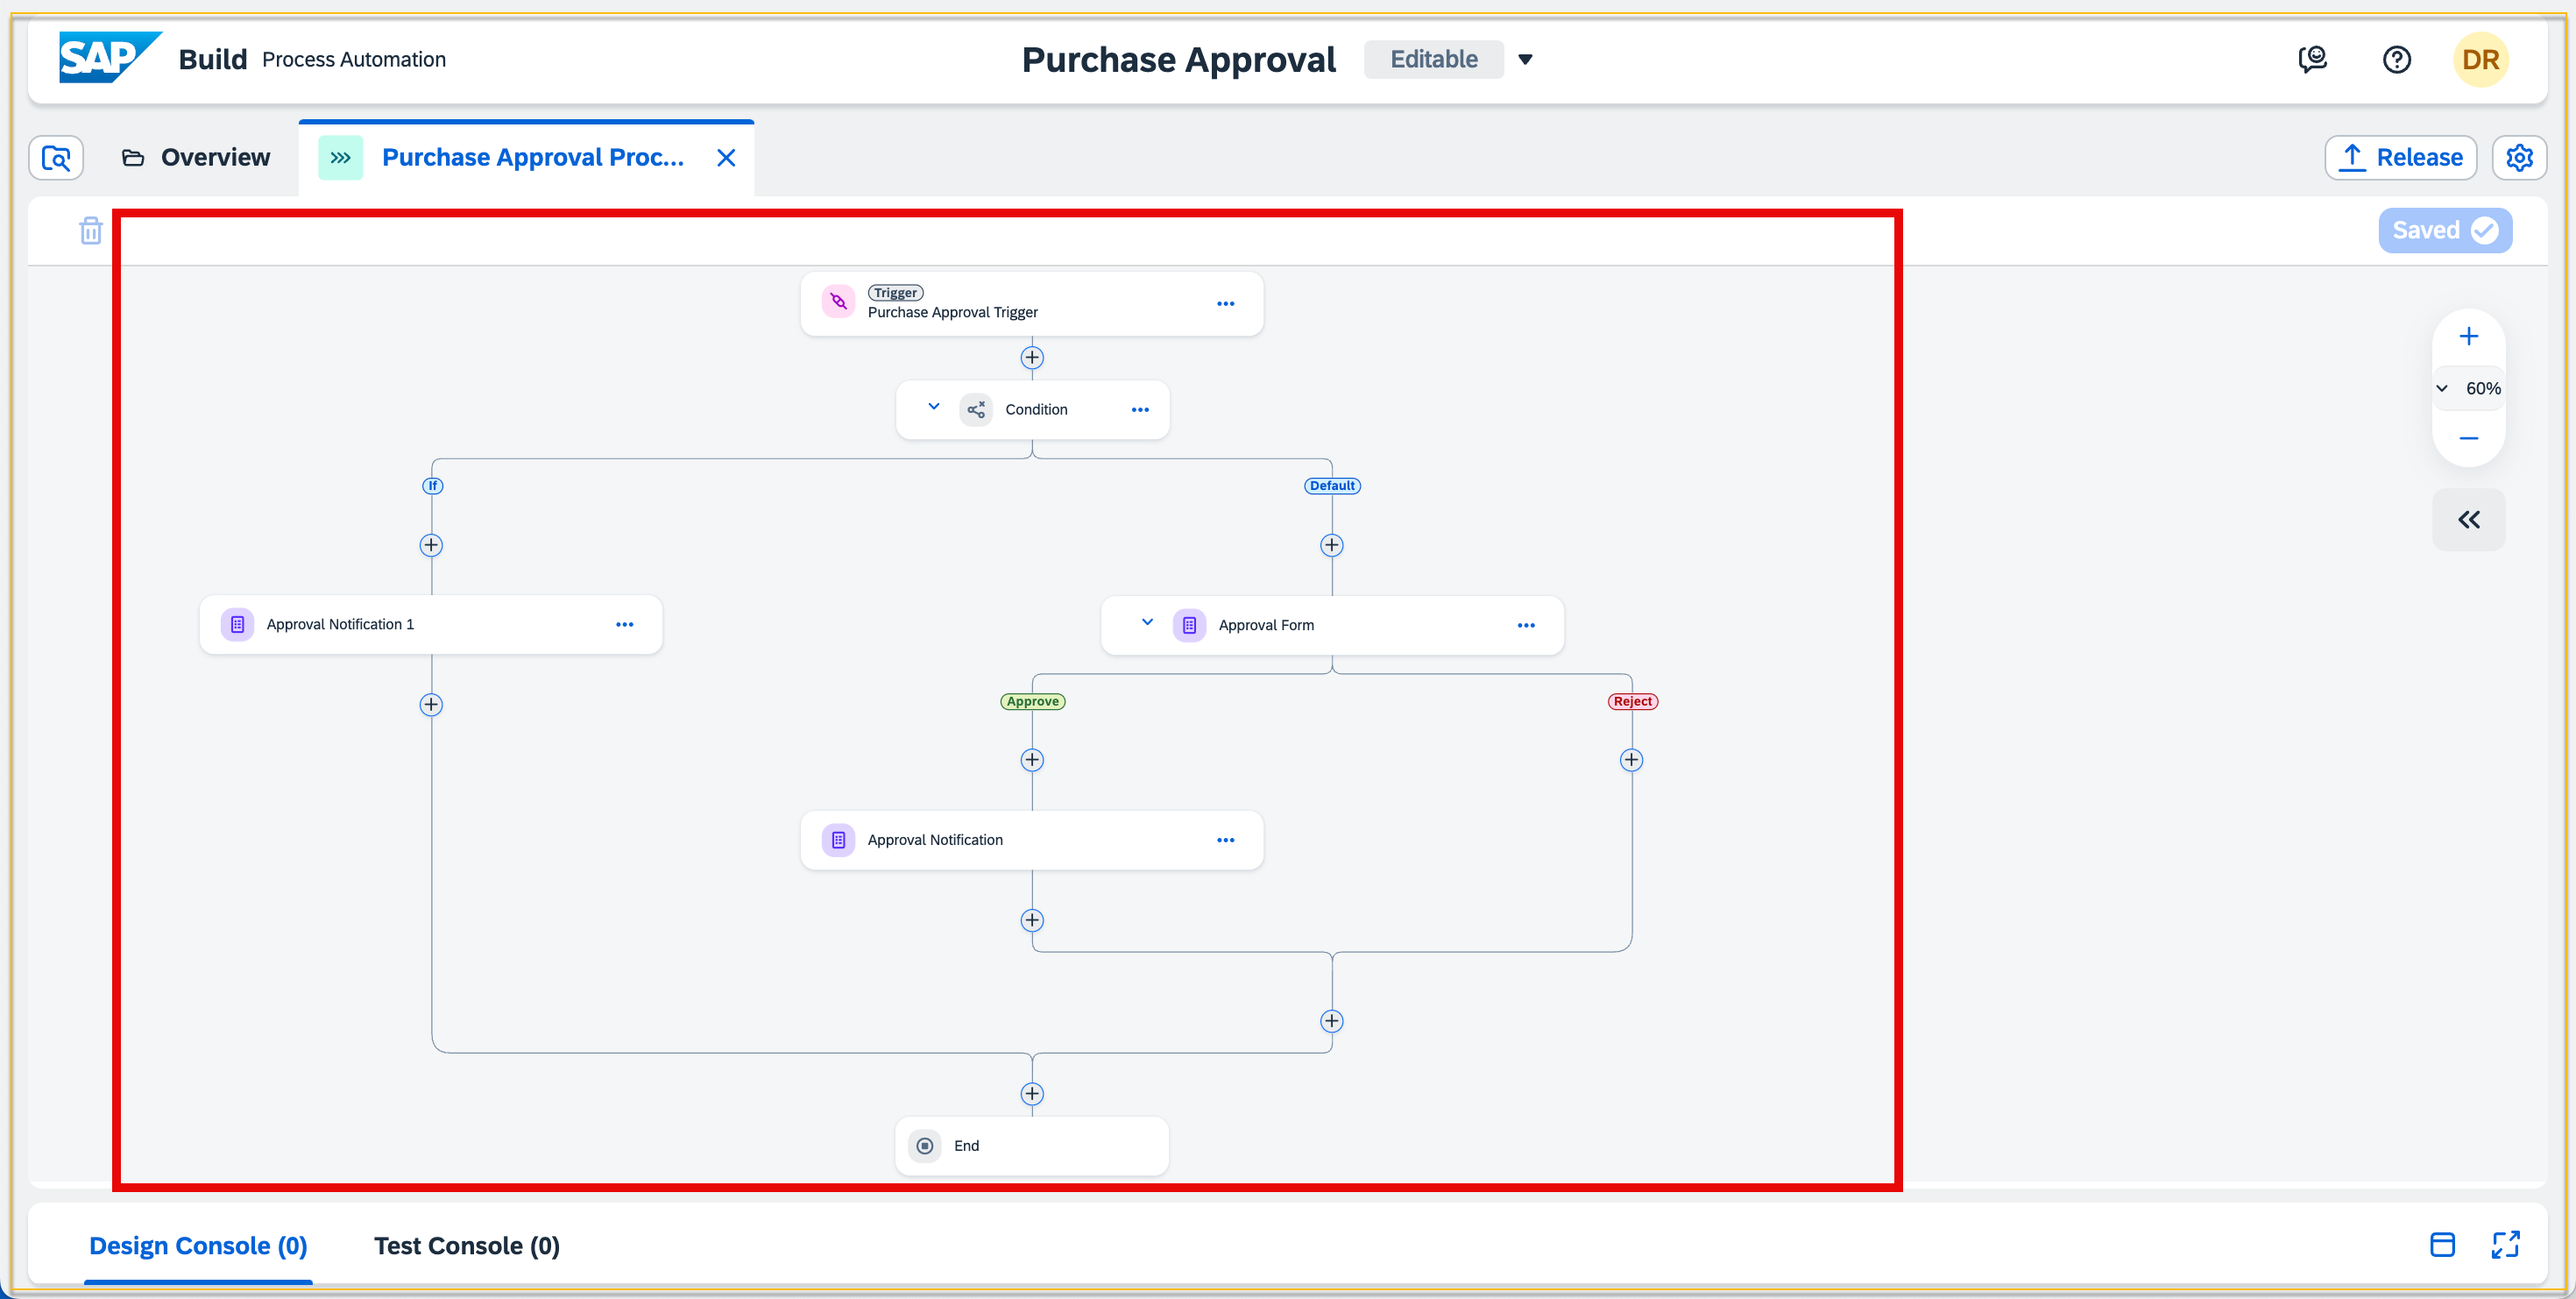 SAP Build Process Automation
Purchase Approval Editable
DR
Overview
Purchase Approval Proc...
Release
Saved
Trigger
Purchase Approval Trigger
60%
Condition
If
Default
Approval Notification 1
Approval Form
Approve
Reject
Approval Notification
End
Design Console (0)
Test Console (0)